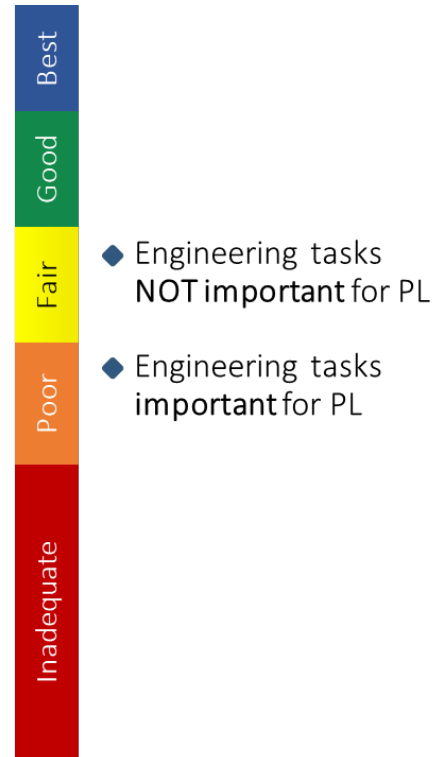 Best
Good
Fair
Engineering tasks
NOT important for PL
Poor
Engineering tasks
important for PL
Inadequate